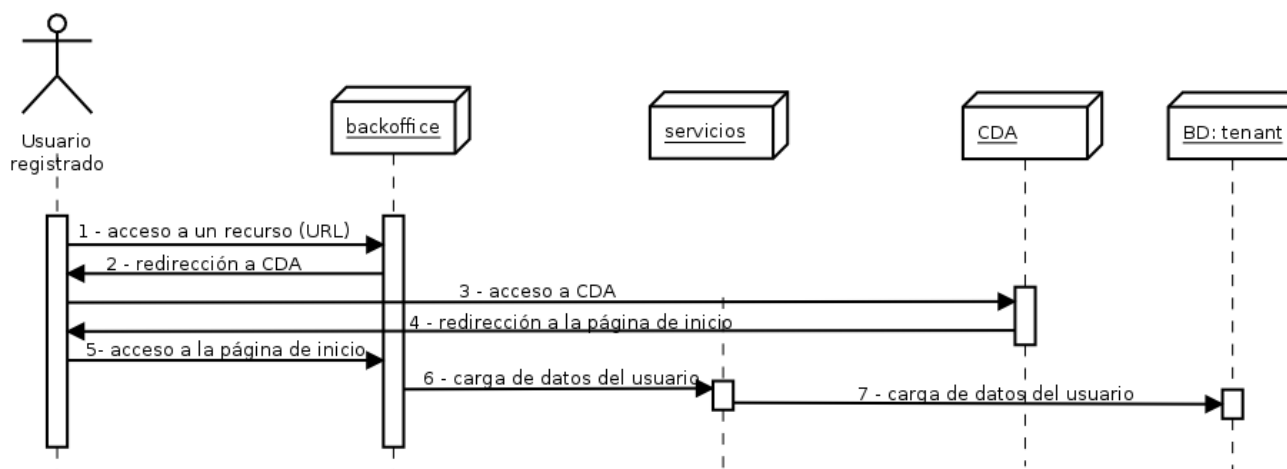 Usuario
registrado
backoffice
servicios
CDA
BD: tenant
1 - acceso a un recurso (URL)
2 - redirección a CDA
3 - acceso a CDA
4 - redirección a la página de inicio
5- acceso a la página de inicio
6 - carga de datos del usuario
7 - carga de datos del usuario